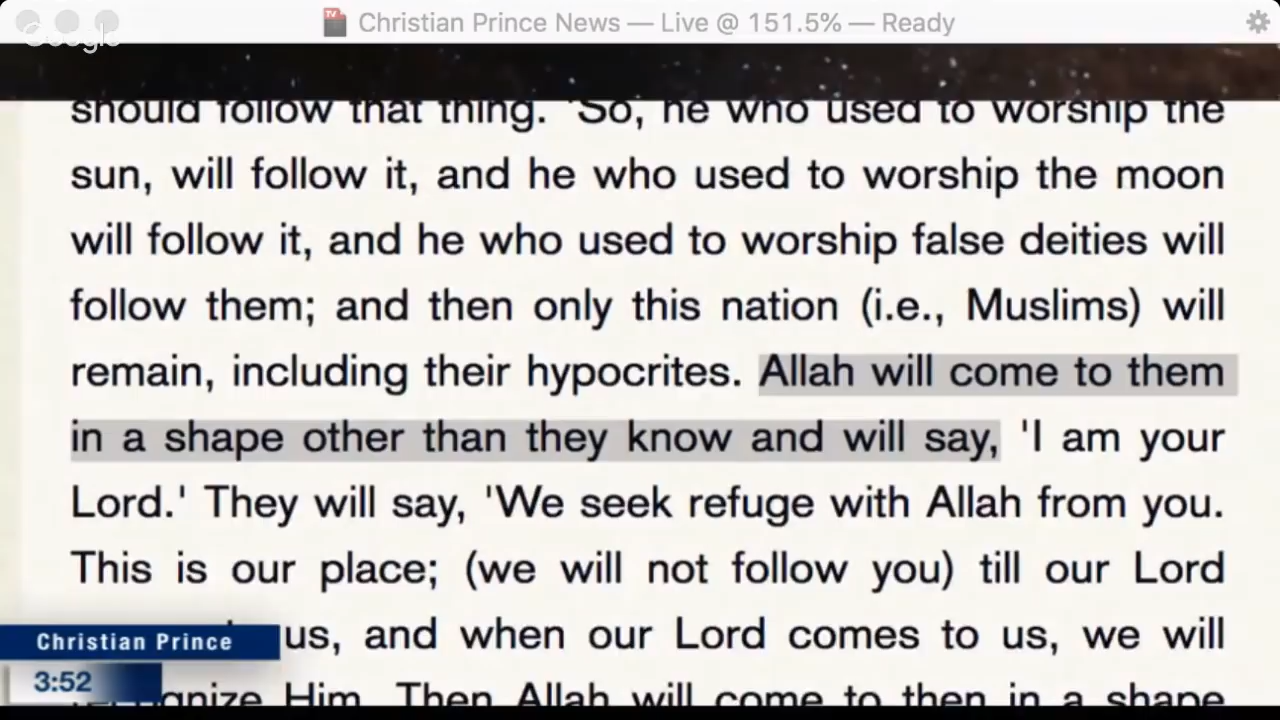 Christian Prince News — Live @ 151.5% — Ready
Google
should follow that thing. 'So, he who used to worship the
sun, will follow it, and he who used to worship the moon
will follow it, and he who used to worship false deities will
follow them; and then only this nation (i.e., Muslims) will
remain, including their hypocrites. Allah will come to them
in a shape other than they know and will say, 'I am your
Lord.' They will say, 'We seek refuge with Allah from you.
This is our place; (we will not follow you) till our Lord
us, and when our Lord comes to us, we will
Him. Then Allah will come to then in a shape
Christian Prince
3:52